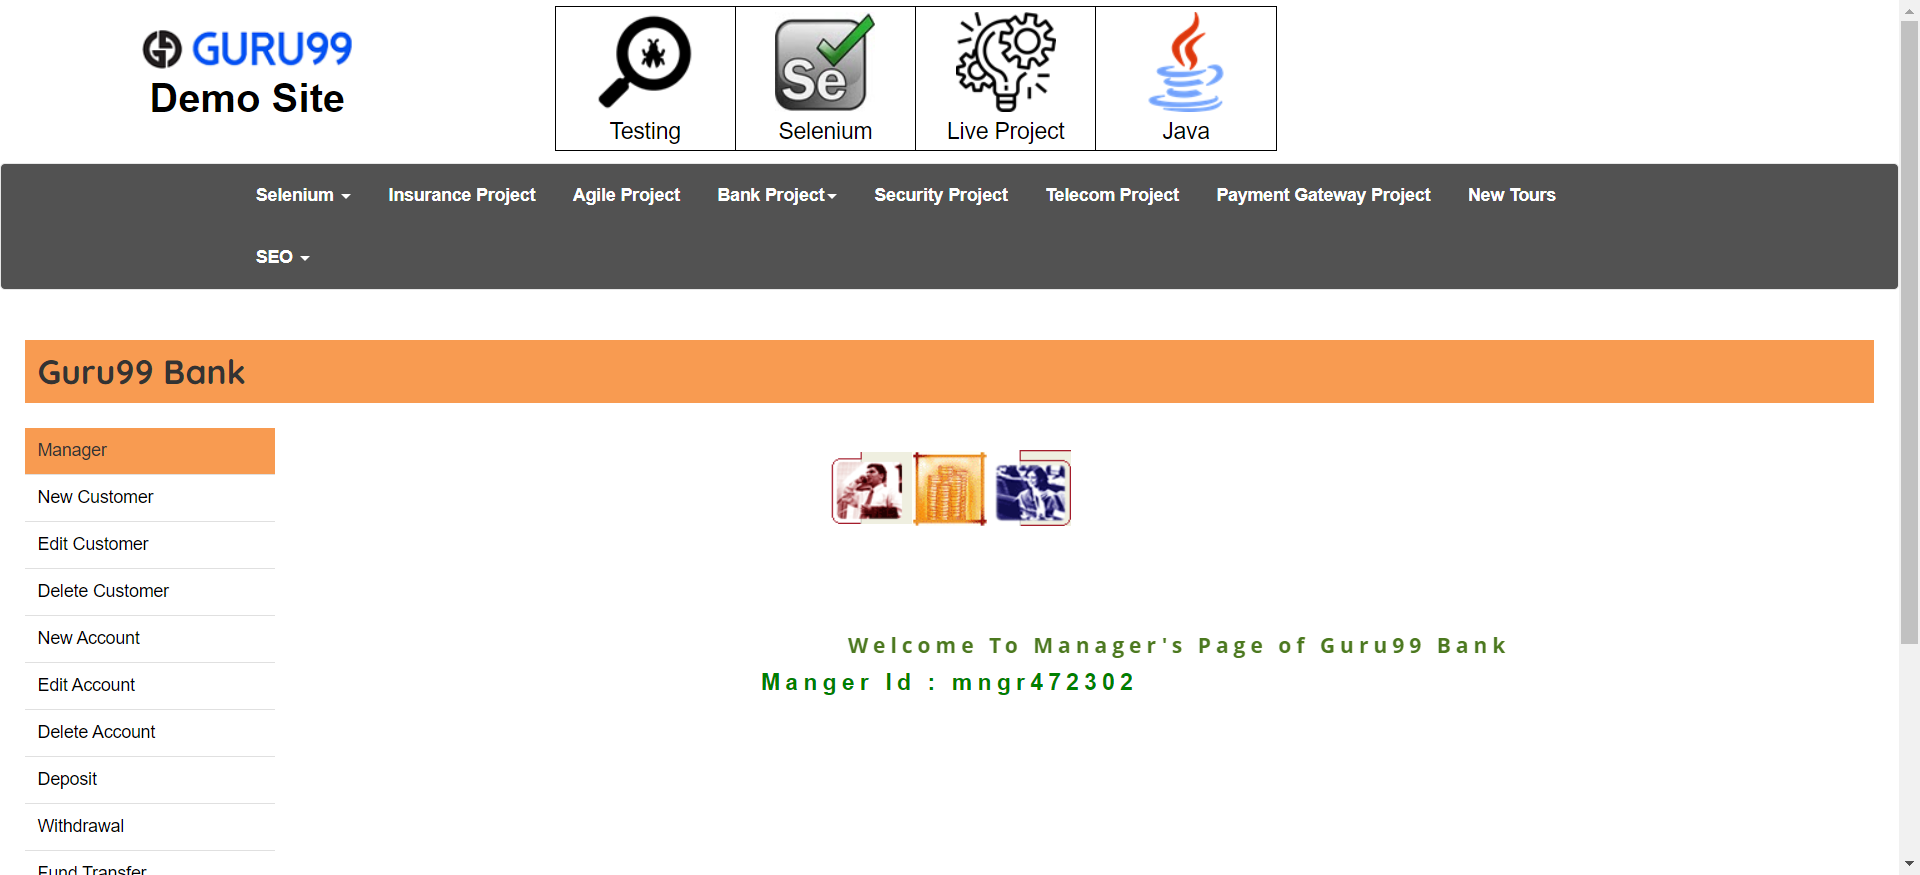 GURU99
Demo Site
Testing
Se
Selenium
Live Project
Java
Selenium
Insurance Project
Agile Project
Bank Project
Security Project
Telecom Project
Payment Gateway Project
New Tours
SEO
Guru99 Bank
Manager
New Customer
Edit Customer
Delete Customer
New Account
Edit Account
Delete Account
Deposit
Withdrawal
Fund Transfer
Welcome To Manager's Page of Guru99 Bank
Manger Id : mngr472302